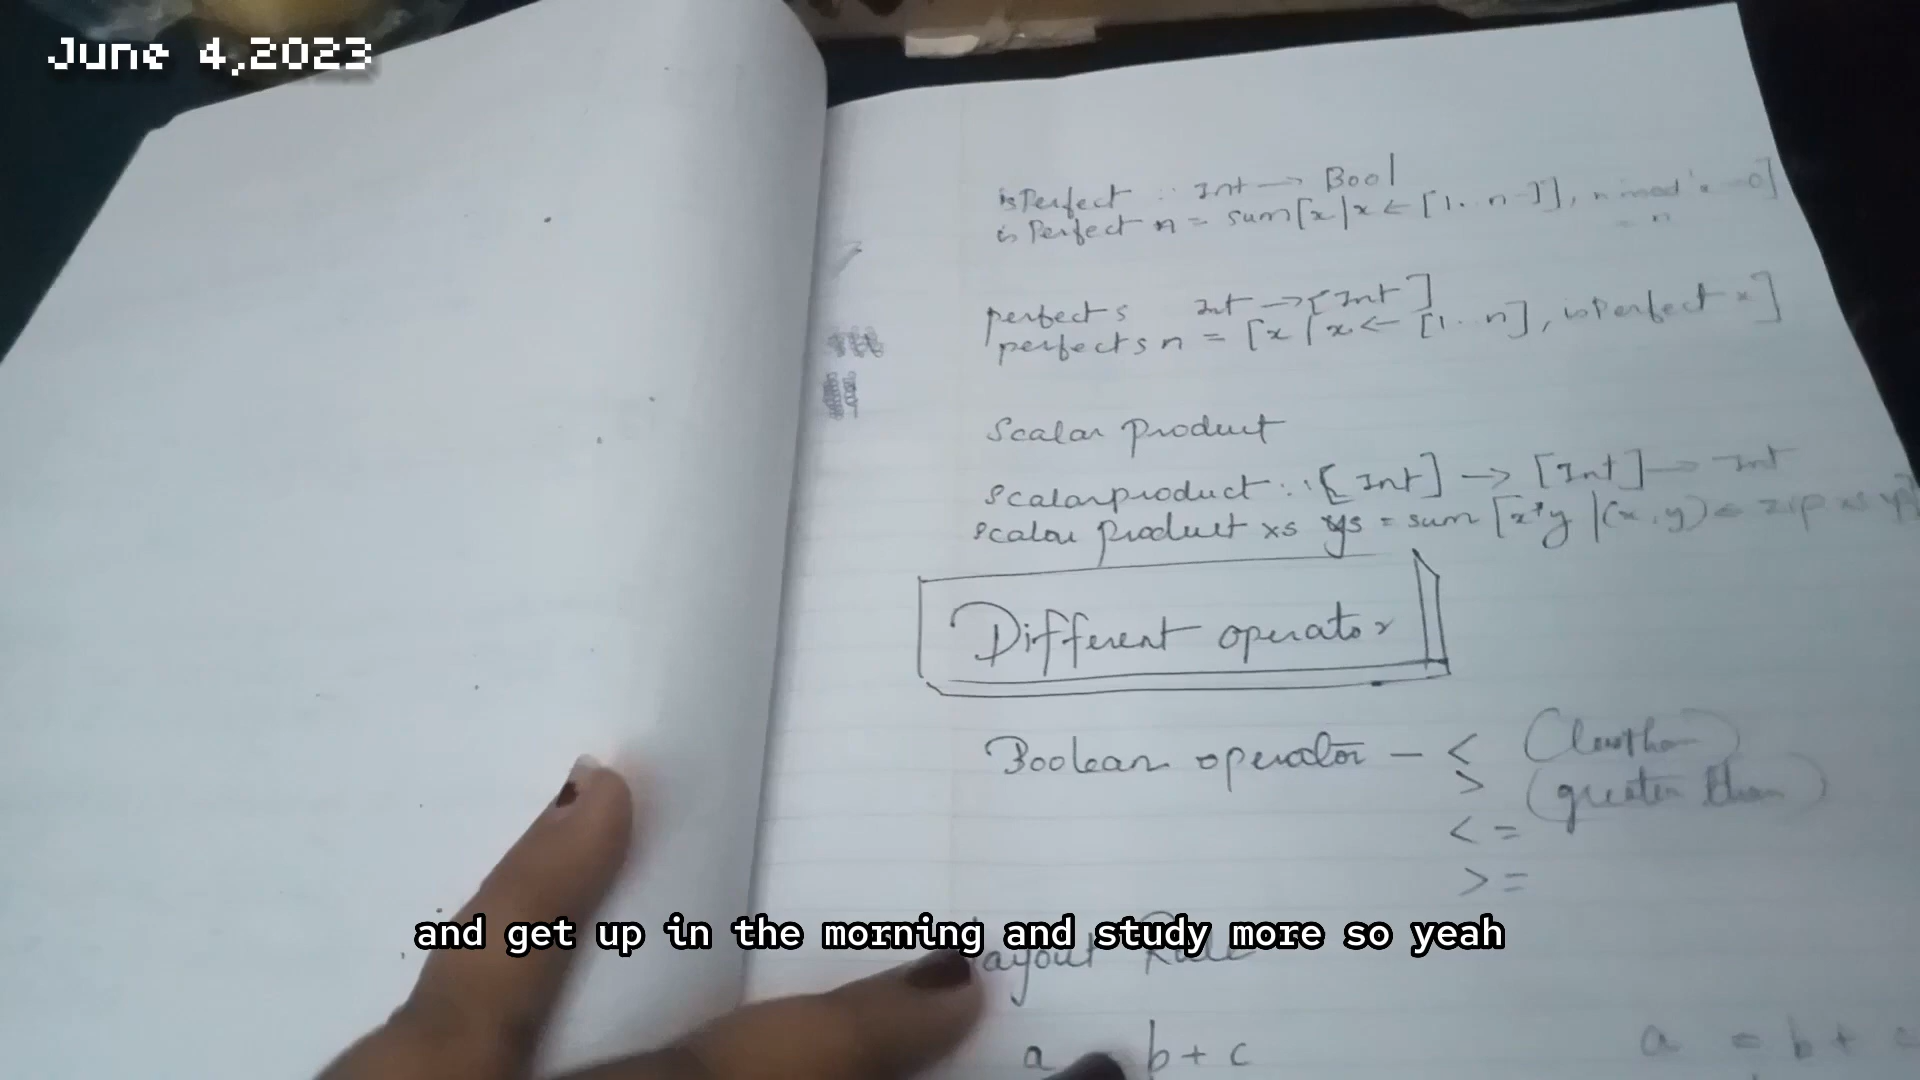 June 4,2023
isPerfect :: Int → Bool
isPerfect n = sum[x|x ← [1.. n-1], n mod'x =0]
= n
perfects Int → [Int]
perfects n = [x | x ← [1.. n], isPerfect x]
Scalar product
scalarproduct :: [Int] → [Int] → Int
scalar product xs ys = sum [x*y |(x,y) ← zip xs
Different operator
Boolean operator - < (
> (greater than)
< =
> =
and get up in the morning and study more so yeah
Rule
a b + c
a = b + c